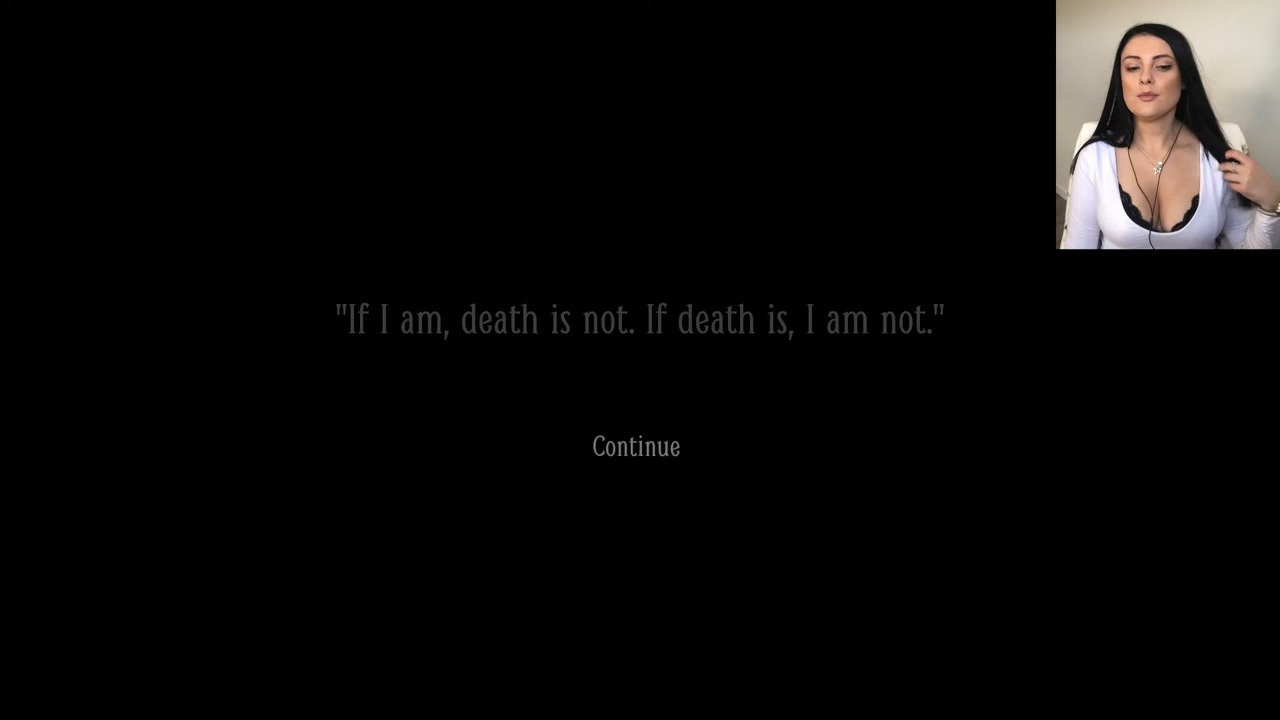 "If I am, death is not. If death is, I am not."
Continue